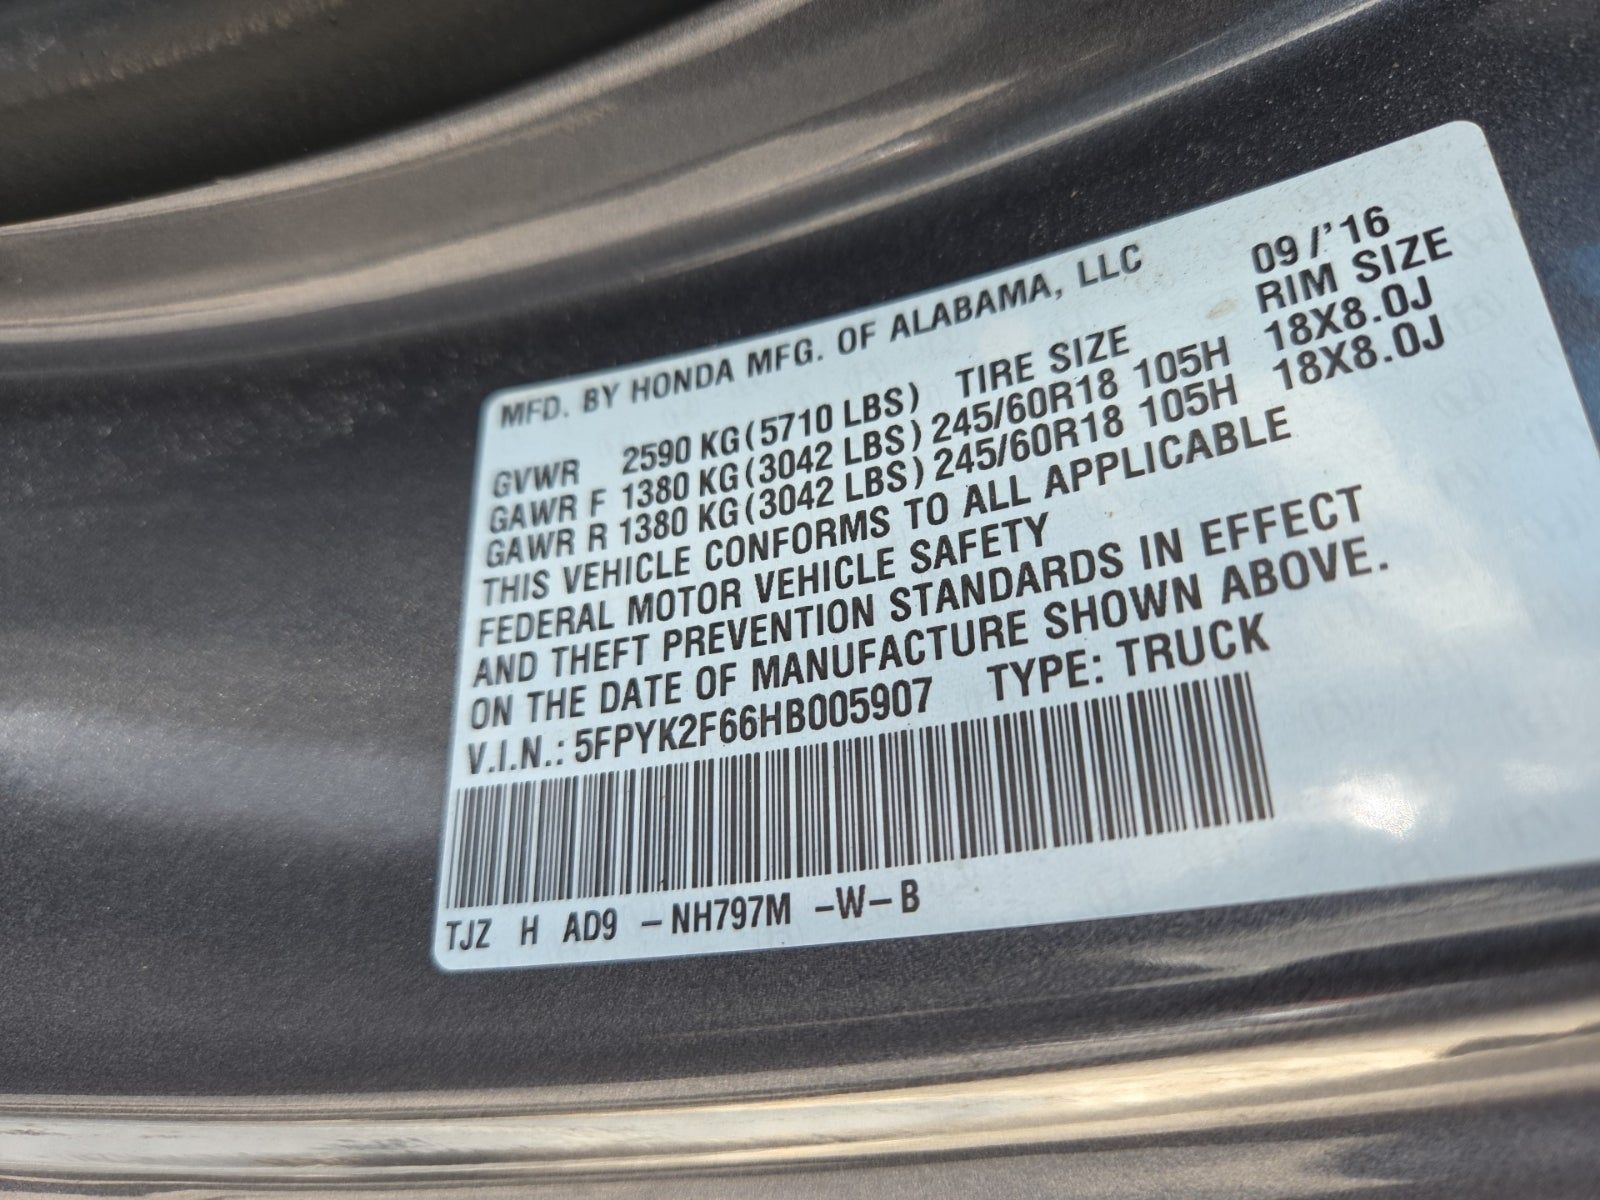 MFD. BY HONDA MFG. OF ALABAMA, LLC 09/'16
GVWR 2590 KG(5710 LBS) TIRE SIZE RIM SIZE
GAWR F 1380 KG(3042 LBS) 245/60R18 105H 18X8.0J
GAWR R 1380 KG(3042 LBS) 245/60R18 105H 18X8.0J
THIS VEHICLE CONFORMS TO ALL APPLICABLE
FEDERAL MOTOR VEHICLE SAFETY
AND THEFT PREVENTION STANDARDS IN EFFECT
ON THE DATE OF MANUFACTURE SHOWN ABOVE.
V.I.N.: 5FPYK2F66HB005907 TYPE: TRUCK
TJZ H AD9 -NH797M -W-B